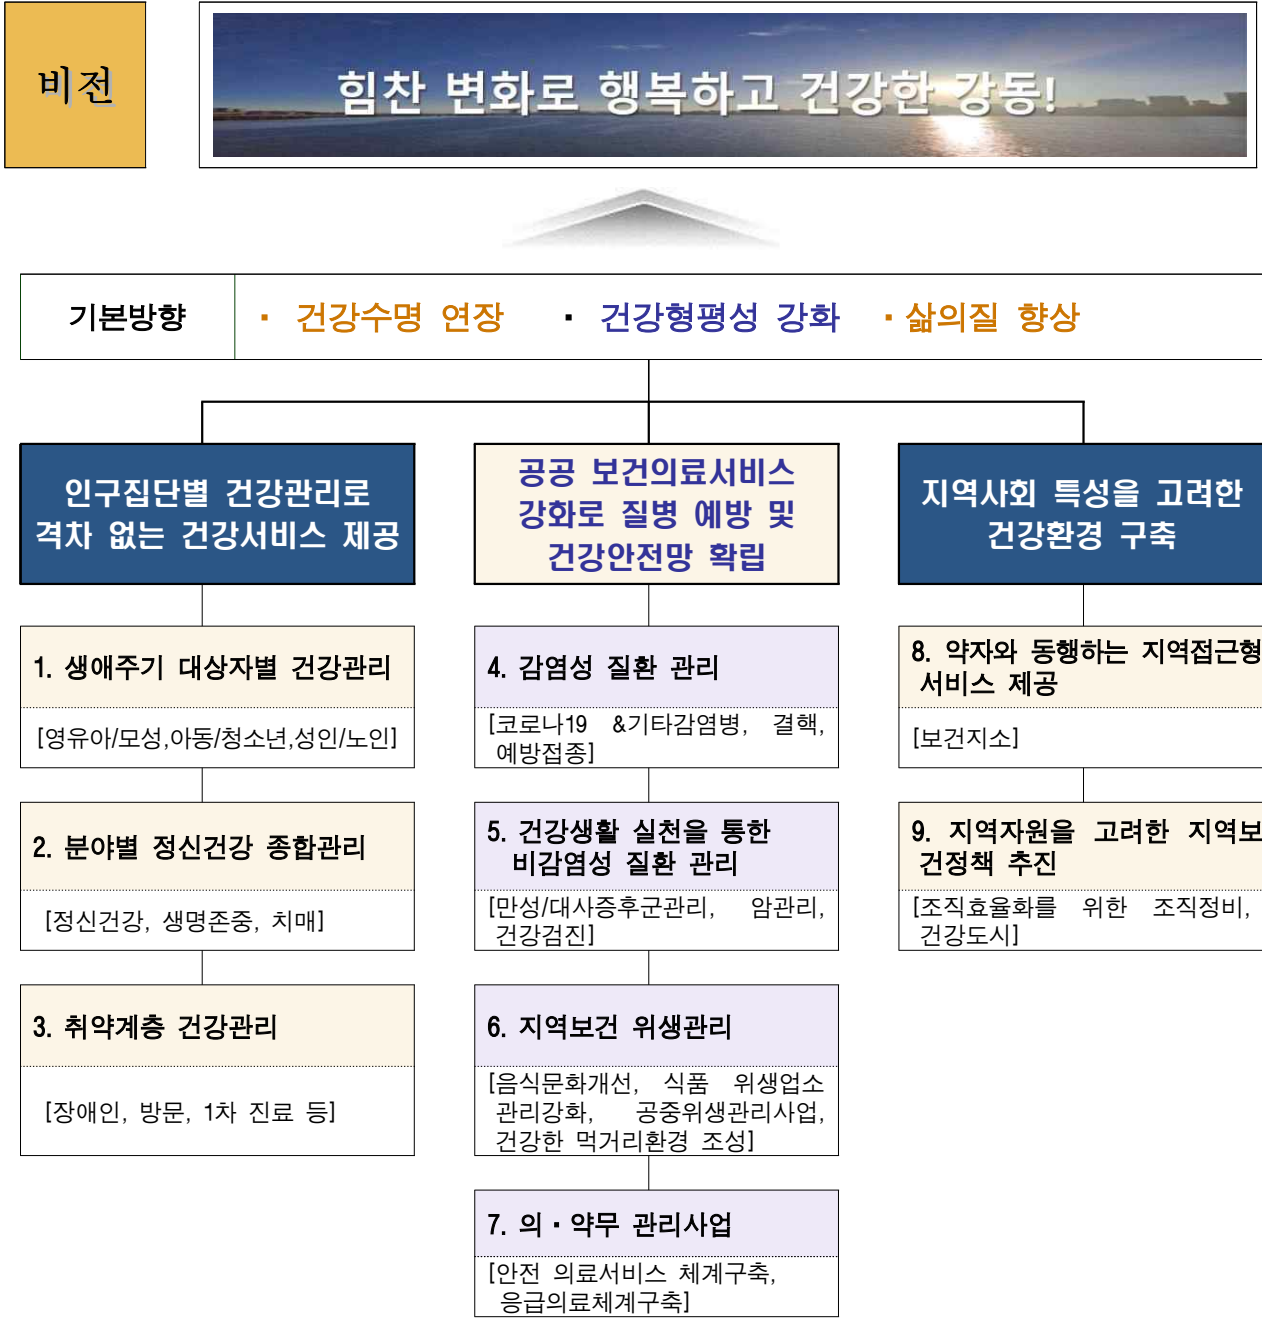 비전
힘찬 변화로 행복하고 건강한 강동!
기본방향
▪ 건강수명 연장 ▪ 건강형평성 강화 ▪ 삶의질 향상
인구집단별 건강관리로
격차 없는 건강서비스 제공
1. 생애주기 대상자별 건강관리
[영유아/모성,아동/청소년,성인/노인]
2. 분야별 정신건강 종합관리
[정신건강, 생명존중, 치매]
3. 취약계층 건강관리
[장애인, 방문, 1차 진료 등]
공공 보건의료서비스
강화로 질병 예방 및
건강안전망 확립
4. 감염성 질환 관리
[코로나19 &기타감염병, 결핵,
예방접종]
5. 건강생활 실천을 통한
비감염성 질환 관리
[만성/대사증후군관리, 암관리,
건강검진]
6. 지역보건 위생관리
[음식문화개선, 식품 위생업소
관리강화, 공중위생관리사업,
건강한 먹거리환경 조성]
7. 의▪약무 관리사업
[안전 의료서비스 체계구축,
응급의료체계구축]
지역사회 특성을 고려한
건강환경 구축
8. 약자와 동행하는 지역접근형
서비스 제공
[보건지소]
9. 지역자원을 고려한 지역보
건정책 추진
[조직효율화를 위한 조직정비,
건강도시]